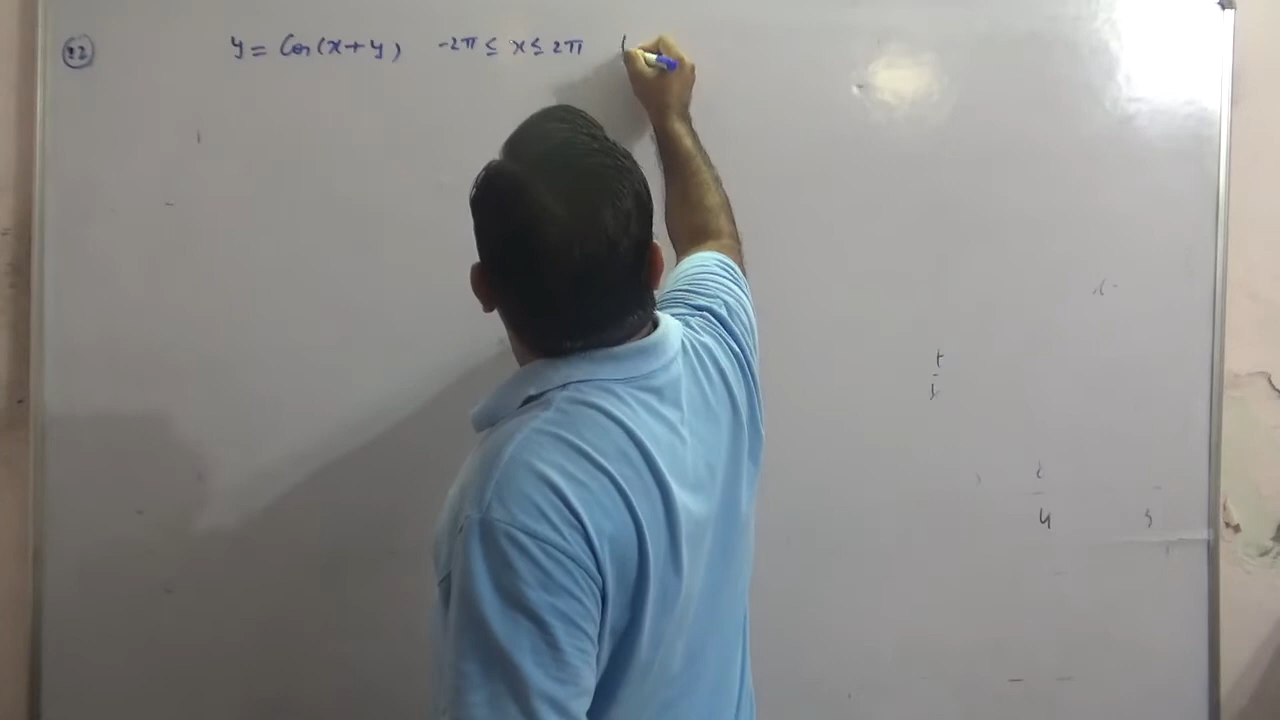 22 y = Cos(x+y) -2π ≤ x ≤ 2π (